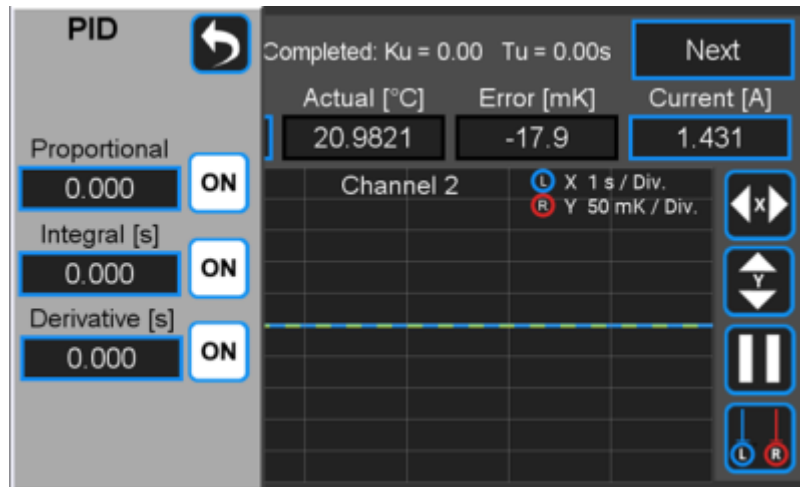 PID
Completed: Ku = 0.00 Tu = 0.00s
Next
Actual [°C]
Error [mK]
Current [A]
20.9821
-17.9
1.431
Proportional
0.000
ON
Integral [s]
0.000
ON
Derivative [s]
0.000
ON
Channel 2
L X 1 s / Div.
R Y 50 mK / Div.
X
Y
L R